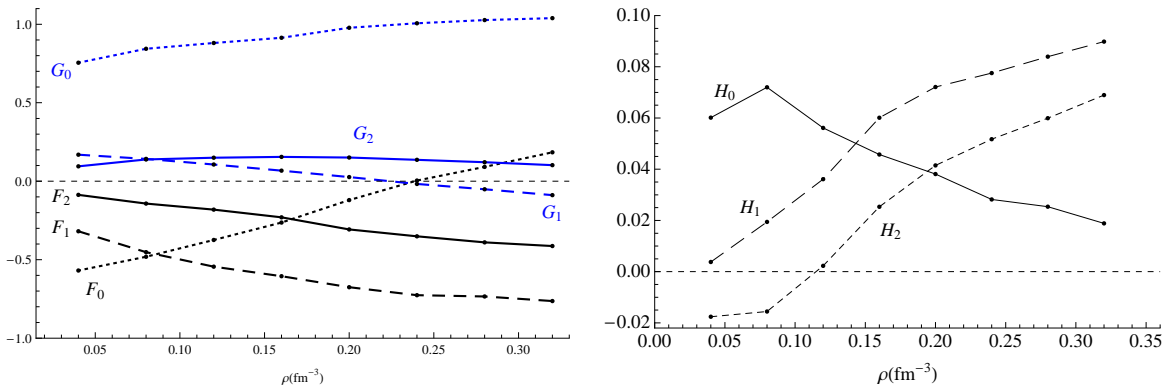 1.0
0.5
0.0
−0.5
−1.0
G₀
G₂
G₁
F₂
F₁
F₀
0.05 0.10 0.15 0.20 0.25 0.30
ρ(fm⁻³)
0.10
0.08
0.06
0.04
0.02
0.00
−0.02
H₀
H₁
H₂
0.00 0.05 0.10 0.15 0.20 0.25 0.30 0.35
ρ(fm⁻³)